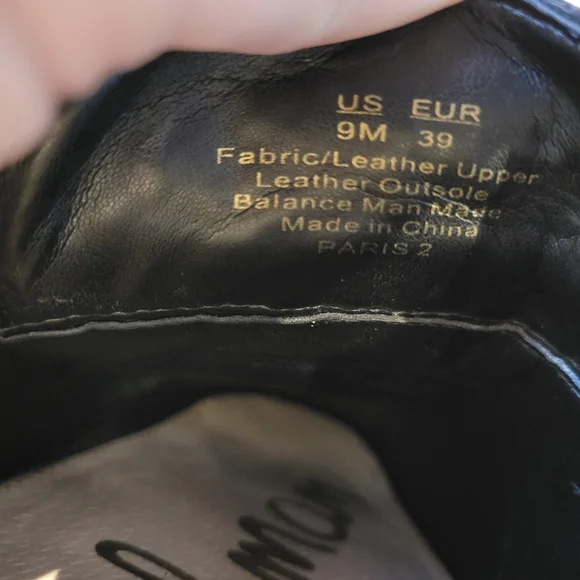 US EUR
9M 39
Fabric/Leather Upper
Leather Outsole
Balance Man Made
Made in China
PARIS 2